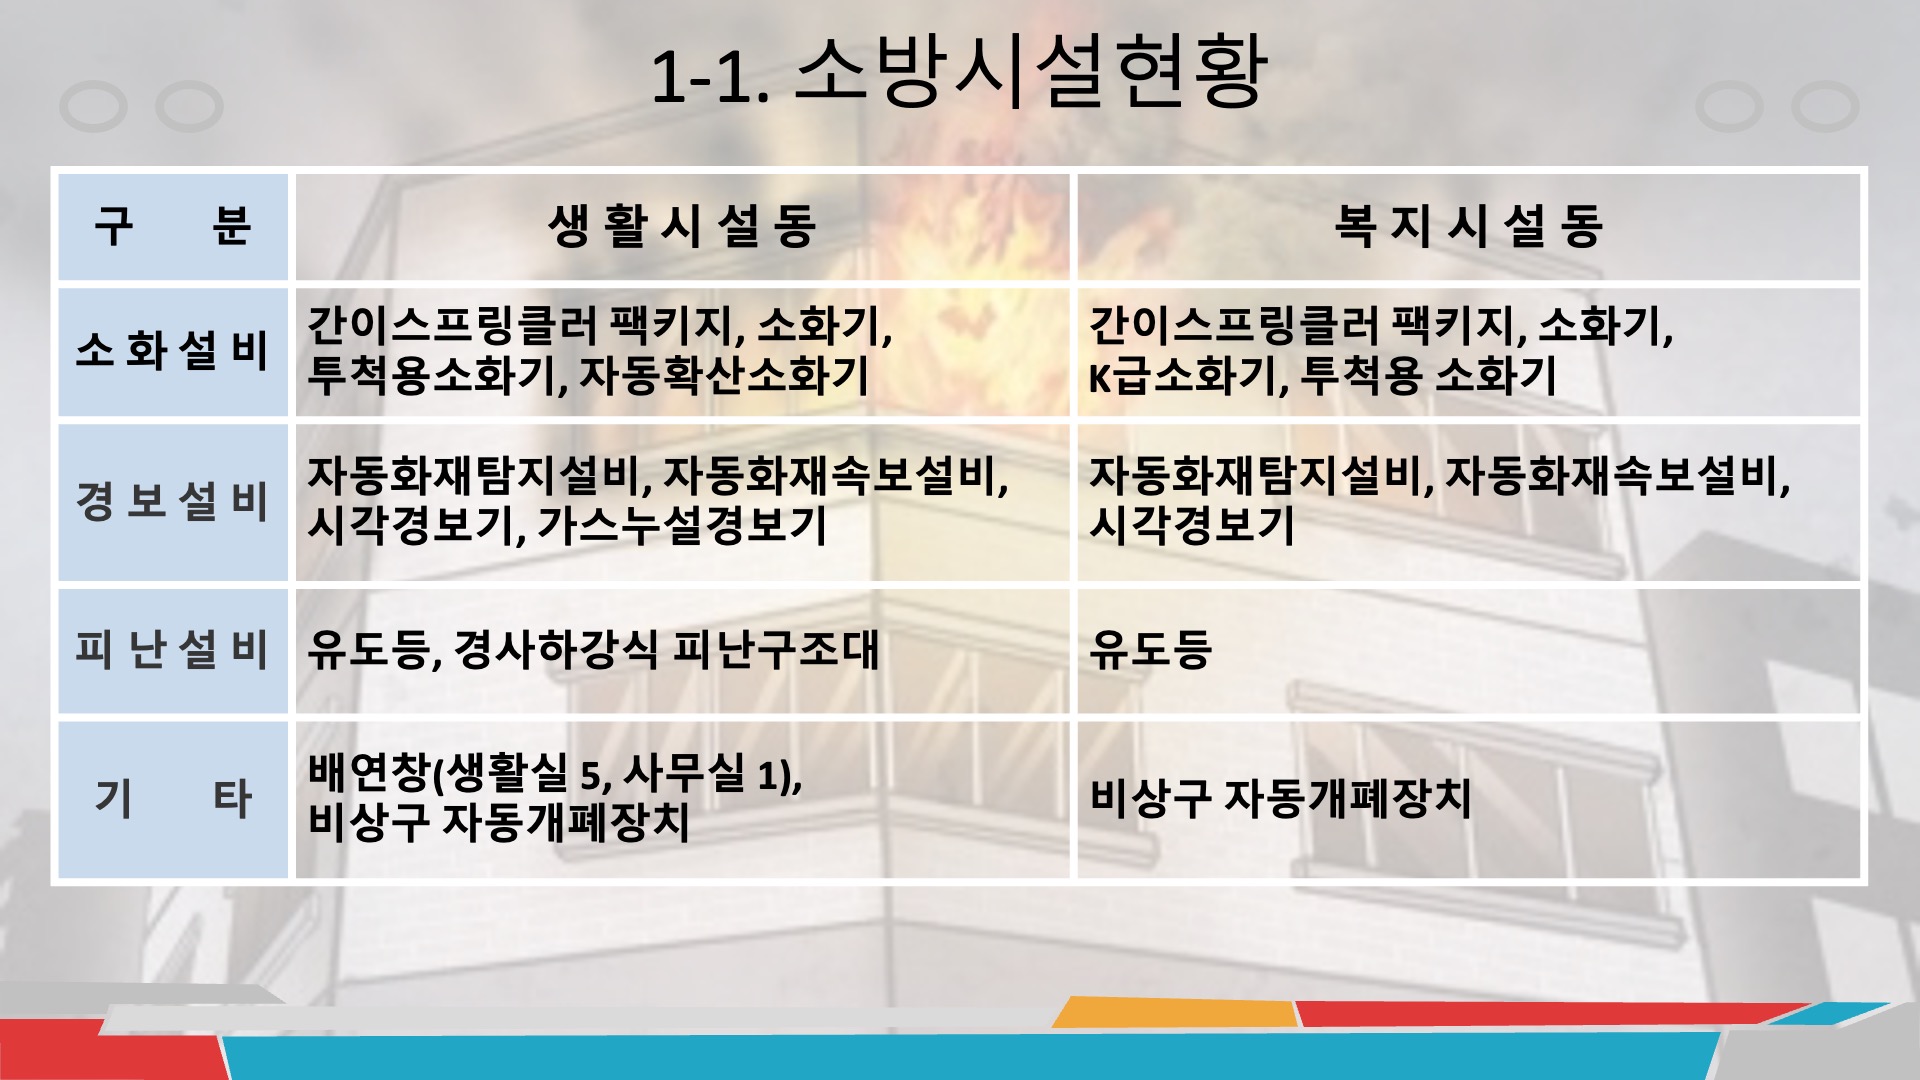 1-1. 소방시설현황
구 분
생 활 시 설 동
복 지 시 설 동
소 화 설 비
간이스프링클러 팩키지, 소화기,
투척용소화기, 자동확산소화기
간이스프링클러 팩키지, 소화기,
K급소화기, 투척용 소화기
경 보 설 비
자동화재탐지설비, 자동화재속보설비,
시각경보기, 가스누설경보기
자동화재탐지설비, 자동화재속보설비,
시각경보기
피 난 설 비
유도등, 경사하강식 피난구조대
유도등
기 타
배연창(생활실 5, 사무실 1),
비상구 자동개폐장치
비상구 자동개폐장치